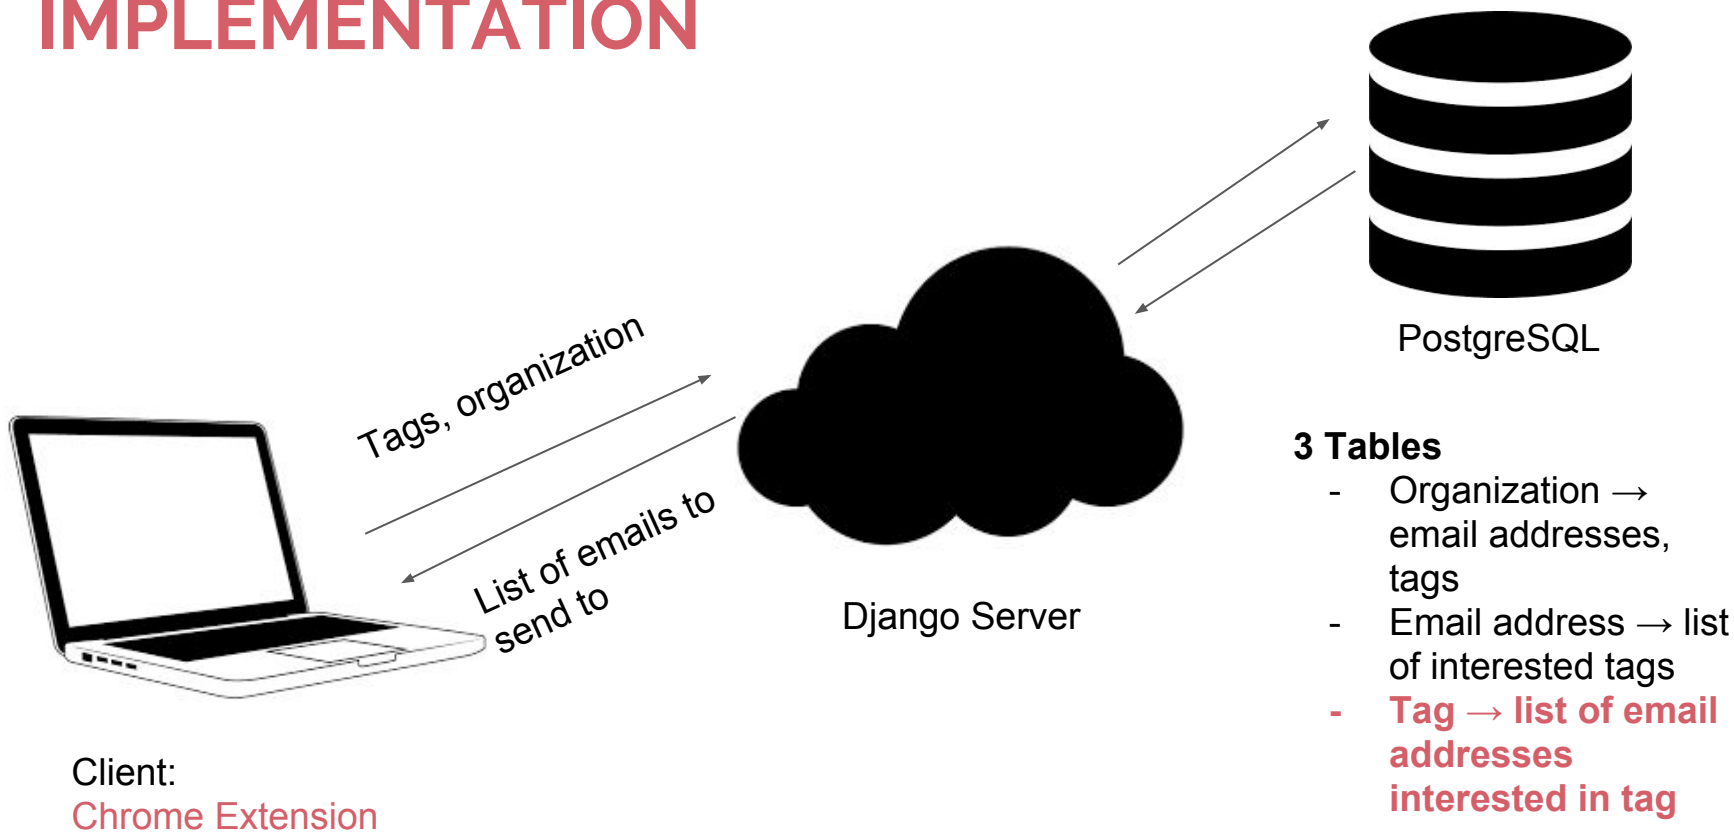 IMPLEMENTATION
Tags, organization
List of emails to
send to
Client:
Chrome Extension
Django Server
PostgreSQL
3 Tables
- Organization →
email addresses,
tags
- Email address → list
of interested tags
- Tag → list of email
addresses
interested in tag